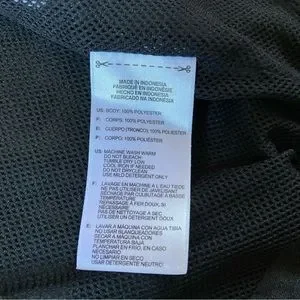 MADE IN INDONESIA
FABRIQUÉ EN INDONÉSIE
HECHO EN INDONESIA
FABRICADO NA INDONÉSIA
US: BODY: 100% POLYESTER
F: CORPS: 100% POLYESTER
E: CUERPO (TRONCO): 100% POLIÉSTER
P: CORPO: 100% POLIÉSTER
US: MACHINE WASH WARM
DO NOT BLEACH
TUMBLE DRY LOW
COOL IRON IF NEEDED
DO NOT DRYCLEAN
USE MILD DETERGENT ONLY
F: LAVAGE EN MACHINE A L EAU TIEDE
NE PAS UTILISER DE JAVELISANT
SÉCHAGE PAR CULBUTAGE A BASSE
TEMPÉRATURE
REPASSAGE À FER DOUX, SI
NÉCESSAIRE
PAS DE NETTOYAGE A SEC
UTILISER UN DETERGENT DOUX
E: LAVAR A MÁQUINA CON AGUA TIBIA
NO USAR BLANQUEADORES
SECAR A MÁQUINA CON
TEMPERATURA BAJA
PLANCHAR EN FRÍO, EN CASO
NECESARIO
NO LIMPIAR EN SECO
USAR DETERGENTE NEUTRO